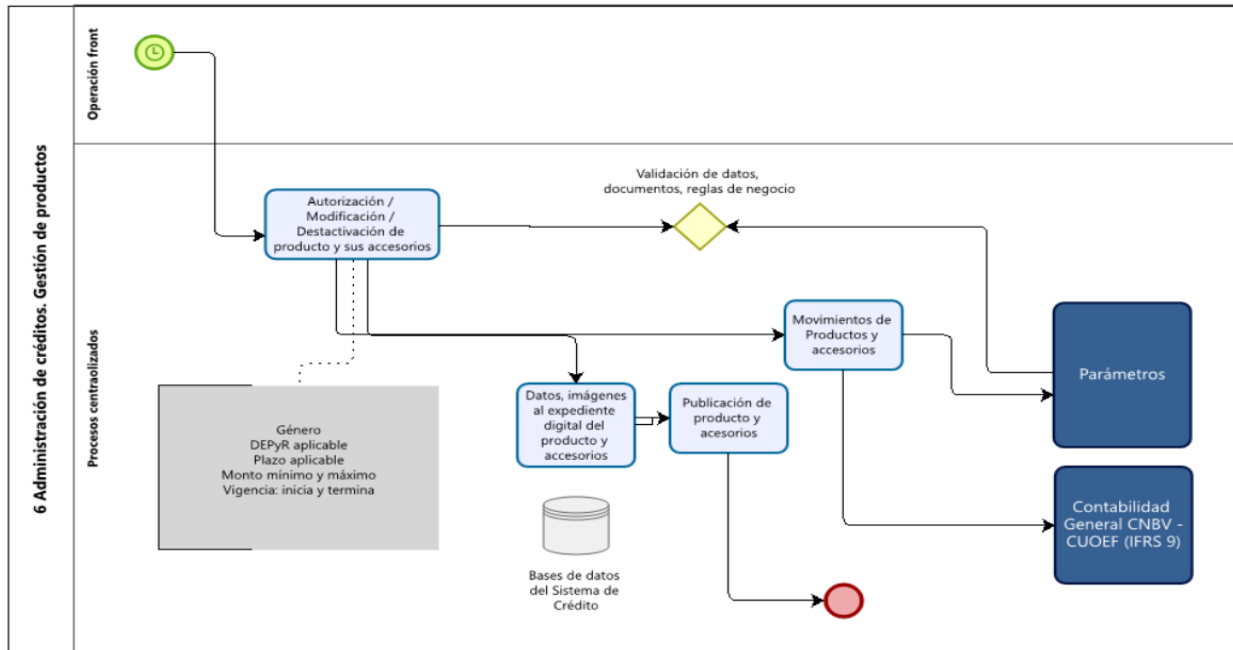 6 Administración de créditos. Gestión de productos
Operación front
Procesos centraolizados
Autorización /
Modificación /
Destactivación de
producto y sus accesorios
Validación de datos,
documentos, reglas de negocio
Movimientos de
Productos y
accesorios
Parámetros
Datos, imágenes
al expediente
digital del
producto y
accesorios
Publicación de
producto y
acesorios
Género
DEPyR aplicable
Plazo aplicable
Monto mínimo y máximo
Vigencia: inicia y termina
Contabilidad
General CNBV -
CUOEF (IFRS 9)
Bases de datos
del Sistema de
Crédito